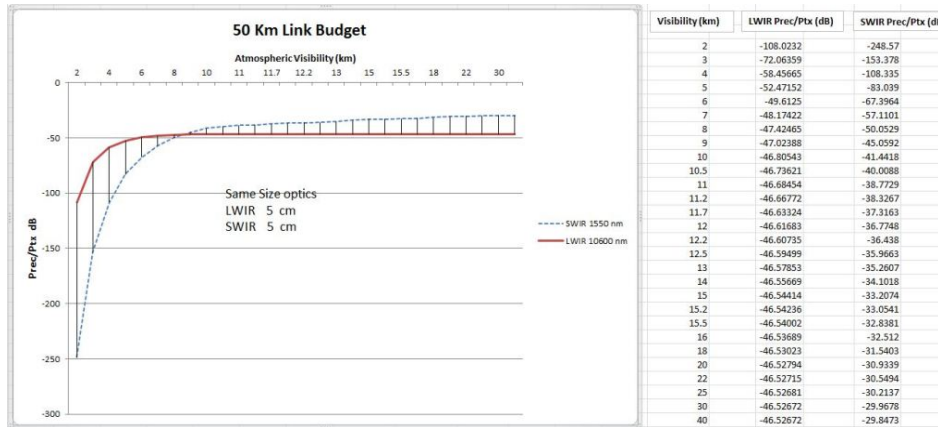 50 Km Link Budget
Atmospheric Visibility (km)
2 4 6 8 10 11 11.7 12.2 13 15 15.5 18 22 30
0
-50
-100
-150
-200
-250
-300
Prec/Ptx dB
Same Size optics
LWIR 5 cm
SWIR 5 cm
SWIR 1550 nm
LWIR 10600 nm
Visibility (km) LWIR Prec/Ptx (dB) SWIR Prec/Ptx (dB
2 -108.0232 -248.57
3 -72.06359 -153.378
4 -58.45665 -108.335
5 -52.47152 -83.039
6 -49.6125 -67.3964
7 -48.17422 -57.1101
8 -47.42465 -50.0529
9 -47.02388 -45.0592
10 -46.80543 -41.4418
10.5 -46.73621 -40.0088
11 -46.68454 -38.7729
11.2 -46.66772 -38.3267
11.7 -46.63324 -37.3163
12 -46.61683 -36.7748
12.2 -46.60735 -36.438
12.5 -46.59499 -35.9663
13 -46.57853 -35.2607
14 -46.55669 -34.1018
15 -46.54414 -33.2074
15.2 -46.54236 -33.0541
15.5 -46.54002 -32.8381
16 -46.53689 -32.512
18 -46.53023 -31.5403
20 -46.52794 -30.9339
22 -46.52715 -30.5494
25 -46.52681 -30.2137
30 -46.52672 -29.9678
40 -46.52672 -29.8473